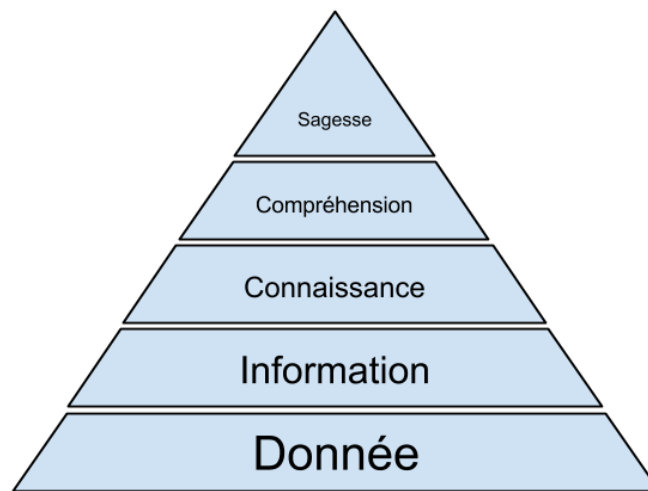 Sagesse
Compréhension
Connaissance
Information
Donnée